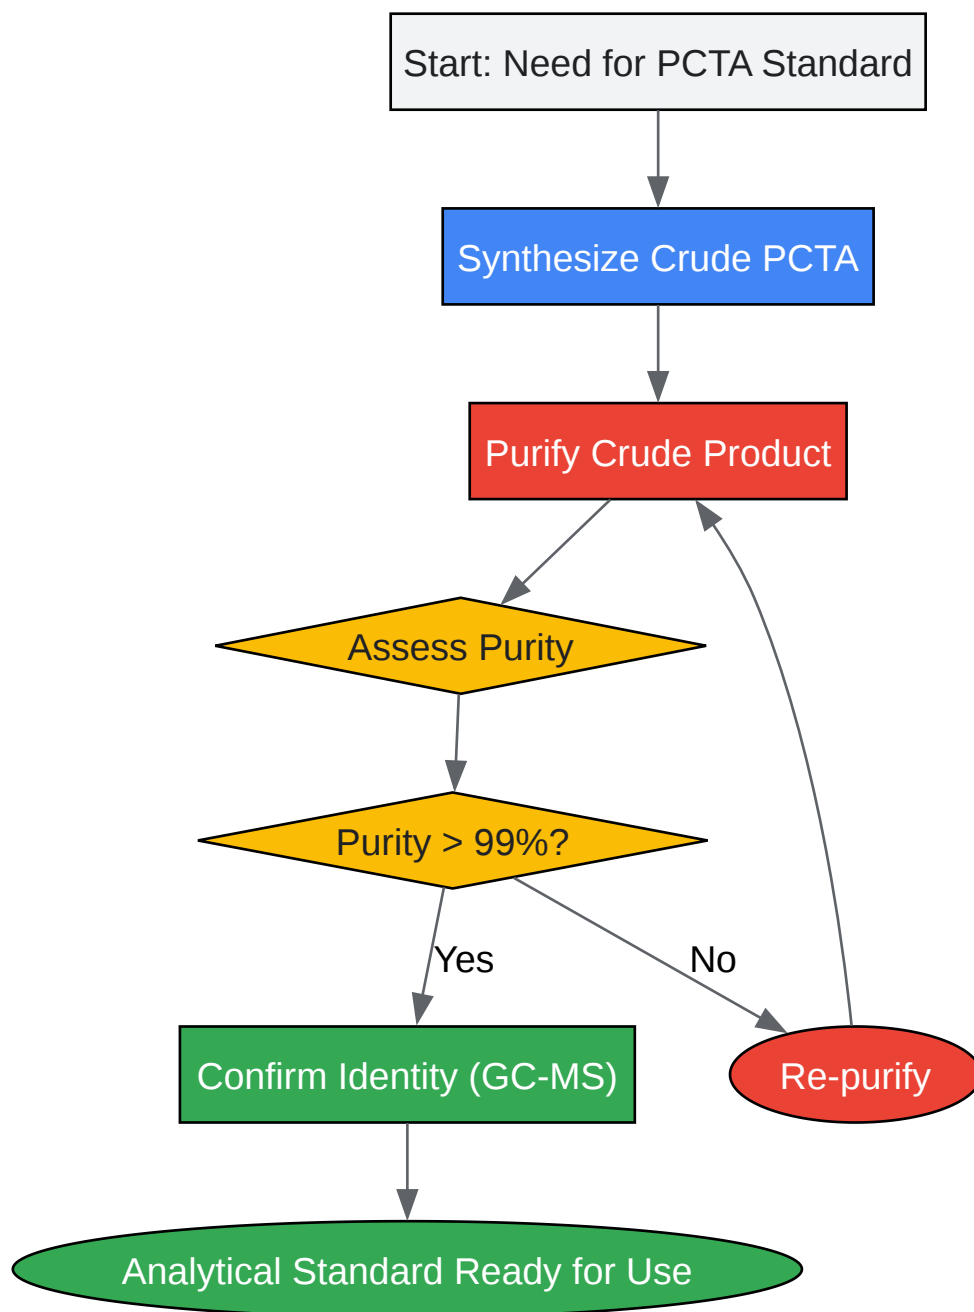 Start: Need for PCTA Standard
Synthesize Crude PCTA
Purify Crude Product
Assess Purity
Purity > 99%?
Yes
No
Confirm Identity (GC-MS)
Re-purify
Analytical Standard Ready for Use